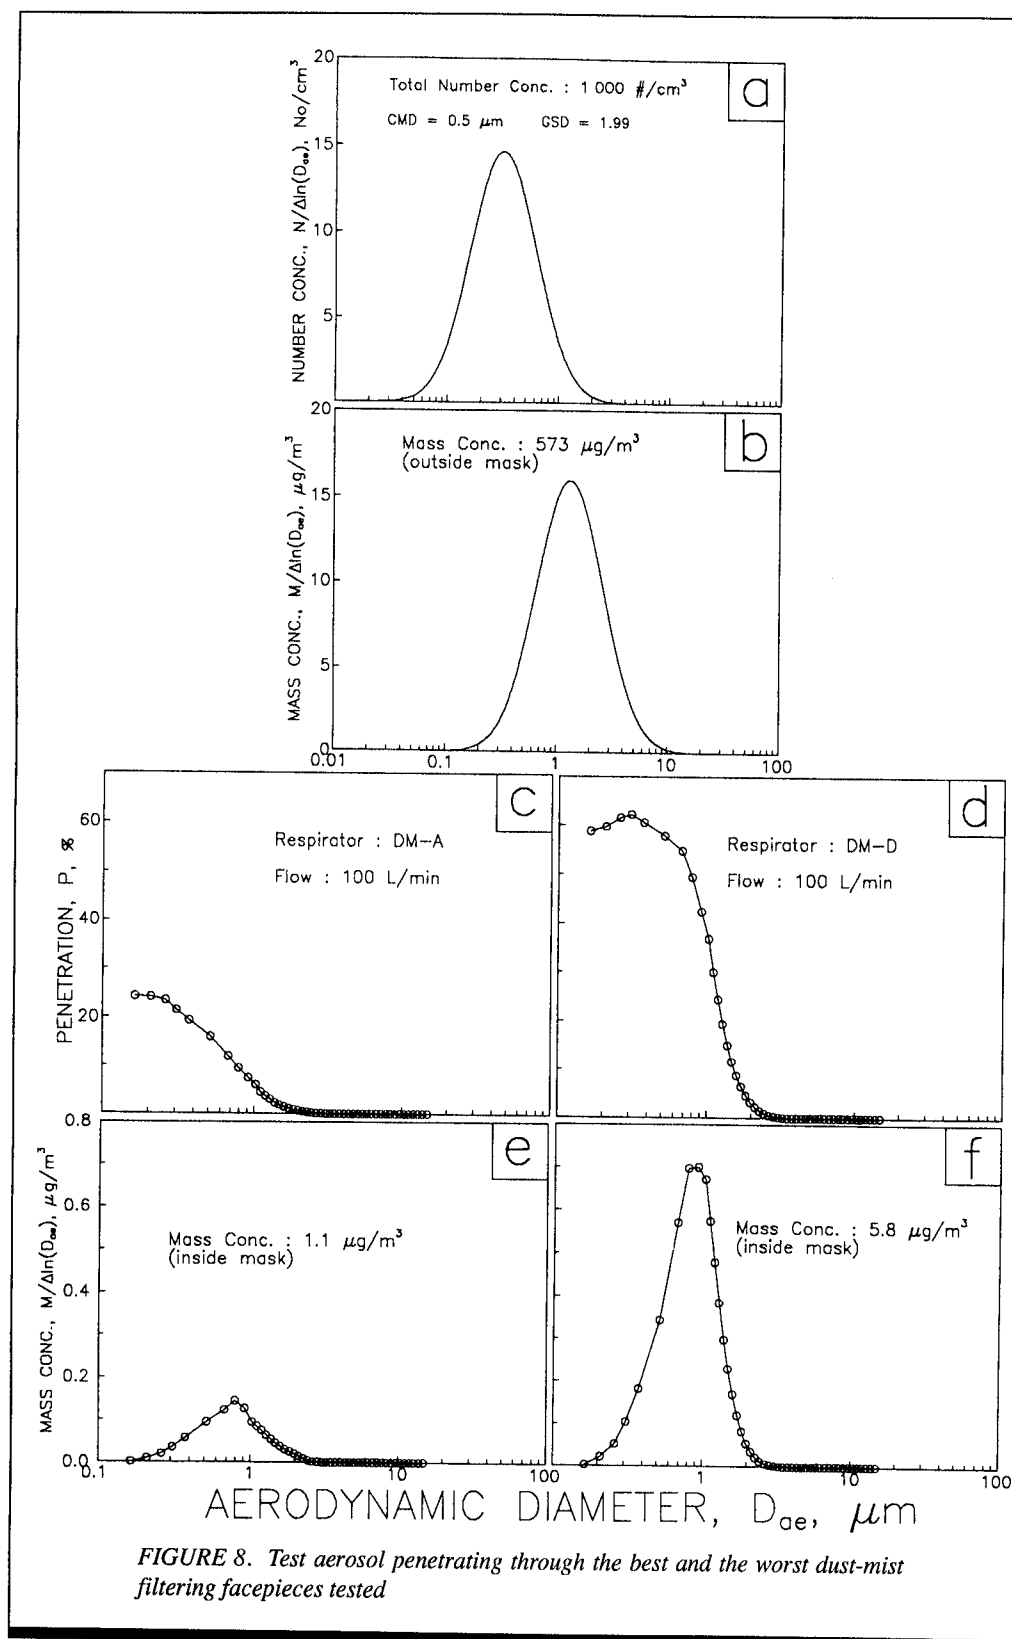 20
15
10
5
NUMBER CONC., N/Δln(Dae), No/cm³
Total Number Conc. : 1 000 #/cm³
CMD = 0.5 μm GSD = 1.99
a
20
15
10
5
0
MASS CONC., M/Δln(Dae), μg/m³
Mass Conc. : 573 μg/m³
(outside mask)
b
0.01 0.1 1 10 100
60
40
20
PENETRATION, P, %
Respirator : DM-A
Flow : 100 L/min
c
Respirator : DM-D
Flow : 100 L/min
d
0.8
0.6
0.4
0.2
0.0
MASS CONC., M/Δln(Dae), μg/m³
Mass Conc. : 1.1 μg/m³
(inside mask)
e
Mass Conc. : 5.8 μg/m³
(inside mask)
f
0.1 1 10 100 1 10 100
AERODYNAMIC DIAMETER, Dae, μm
FIGURE 8. Test aerosol penetrating through the best and the worst dust-mist
filtering facepieces tested